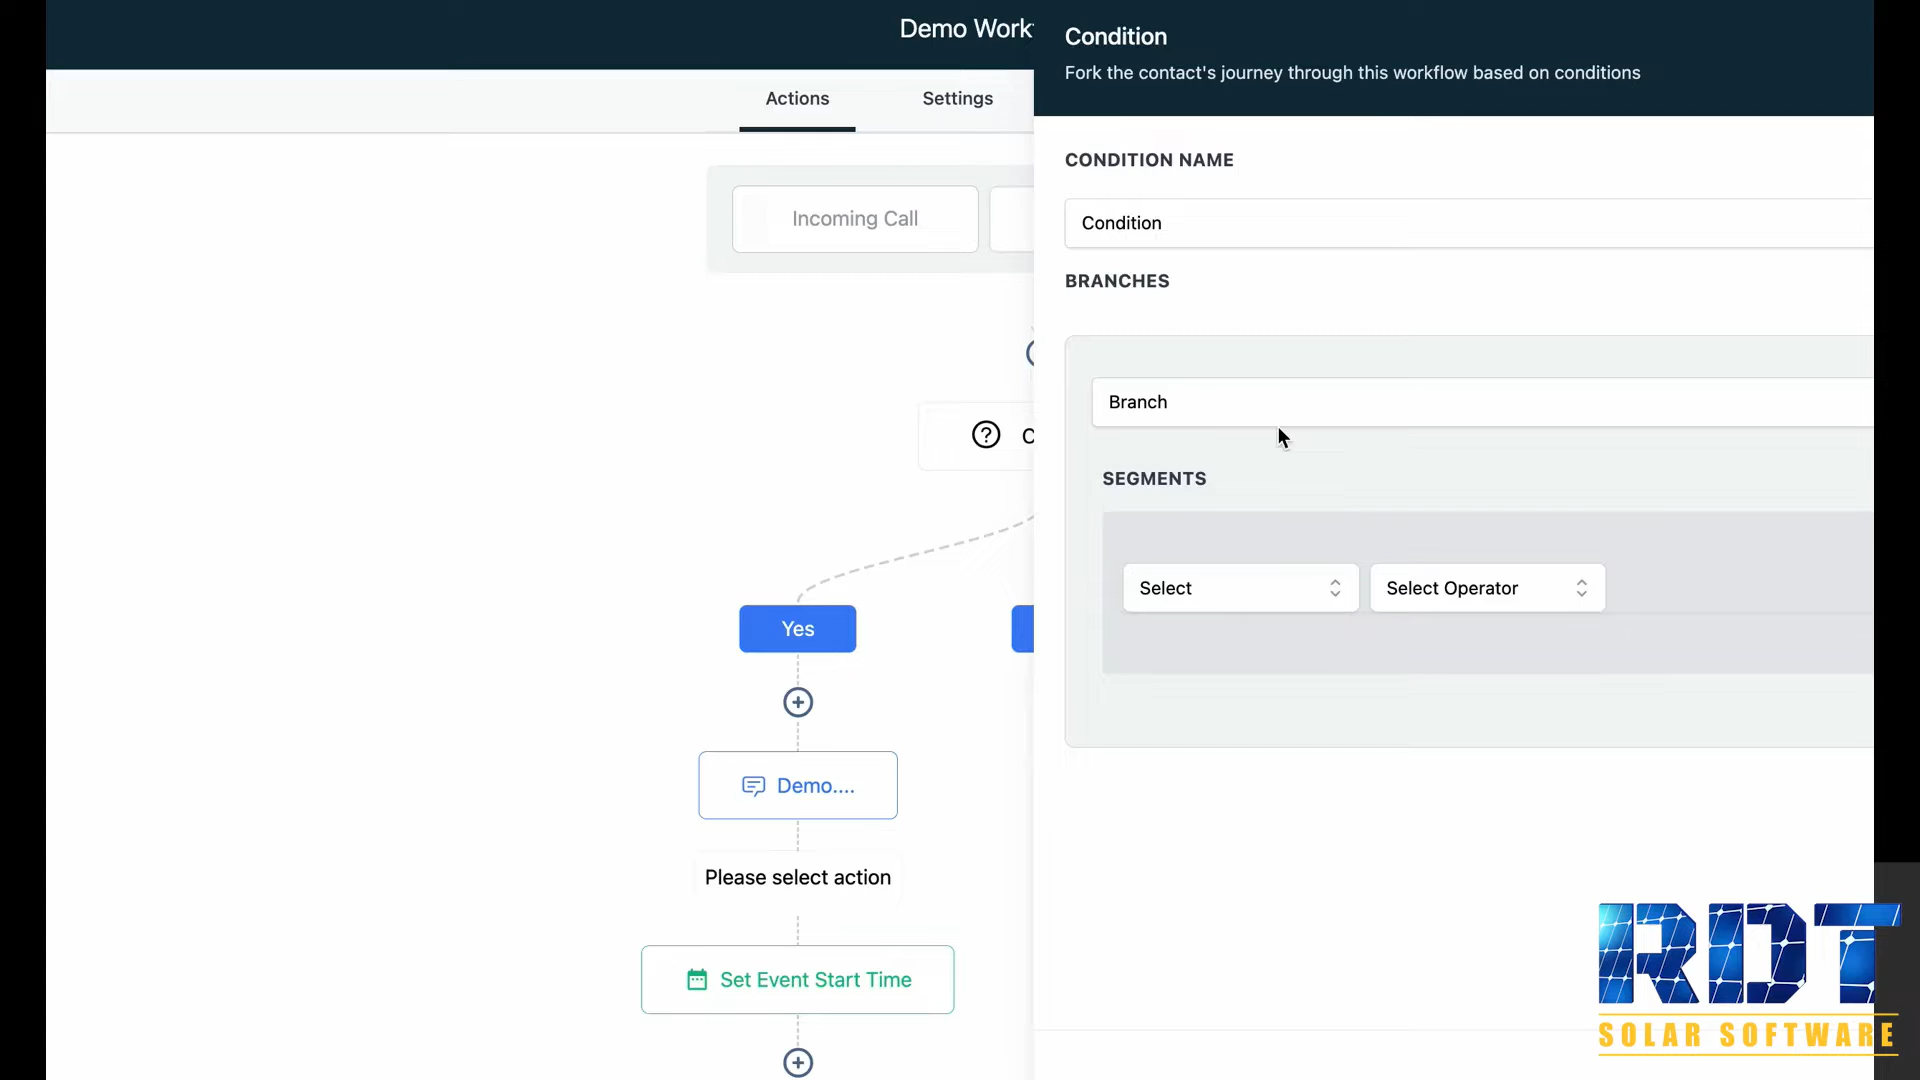 Demo Work
Actions
Settings
Incoming Call
C
Yes
Demo....
Please select action
Set Event Start Time
Condition
Fork the contact's journey through this workflow based on conditions
CONDITION NAME
Condition
BRANCHES
Branch
SEGMENTS
Select
Select Operator
RDT
SOLAR SOFTWARE